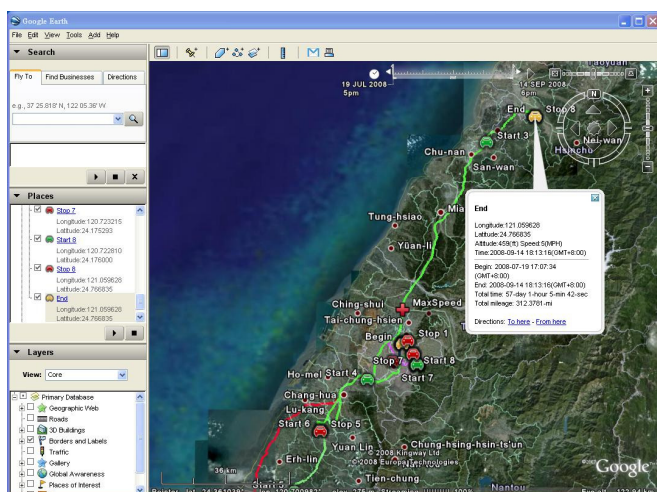 Google Earth
File Edit View Tools Add Help
Search
Fly To
Find Businesses
Directions
e.g., 37 25.818' N, 122 05.36' W
Places
Stop 7
Longitude:120.723215
Latitude:24.175293
Start 8
Longitude:120.722810
Latitude:24.176000
Stop 8
Longitude:121.059628
Latitude:24.766835
End
Longitude:121.059628
Latitude:24.766835
Layers
View: Core
Primary Database
Geographic Web
Roads
3D Buildings
Borders and Labels
Traffic
Gallery
Global Awareness
Places of Interest
19 JUL 2008
5pm
14 SEP 2008
6pm
N
End
Stop 8
Start 3
Nei-wan
Hsinchu
Chu-nan
San-wan
Tung-hsiao
Yüan-li
Ching-shui
MaxSpeed
Tai-chung-hsien
Begin
Stop 1
Stop 7
Start 8
Ho-mei
Start 4
Start 7
Chang-hua
Lu-kang
Start 6
Stop 5
Yuan Lin
Chung-hsing-hsin-ts'un
© 2008 Kingway Ltd
© 2008 Europa Technologies
Erh-lin
Tien-chung
36 km
Start 5
Nantou
Google
End
Longitude:121.059628
Latitude:24.766835
Altitude:459(ft) Speed:5(MPH)
Time:2008-09-14 18:13:16(GMT+8:00)
Begin: 2008-07-19 17:07:34
(GMT+8:00)
End: 2008-09-14 18:13:16(GMT+8:00)
Total time: 57-day 1-hour 5-min 42-sec
Total mileage: 312.3781-mi
Directions: To here - From here